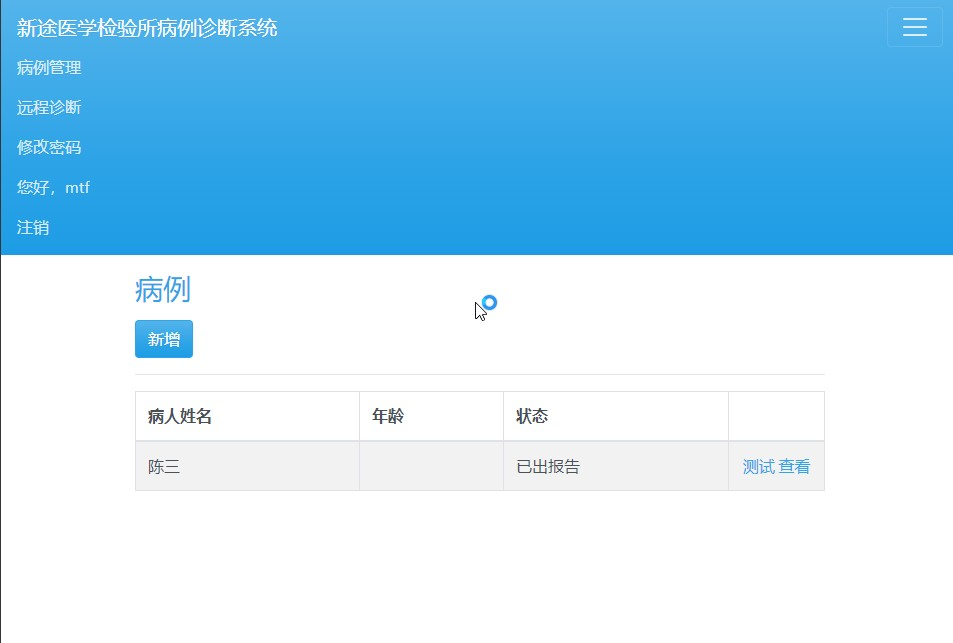 新途医学检验所病例诊断系统
病例管理
远程诊断
修改密码
您好，mtf
注销
病例
新增
病人姓名 年龄 状态
陈三 已出报告 测试 查看